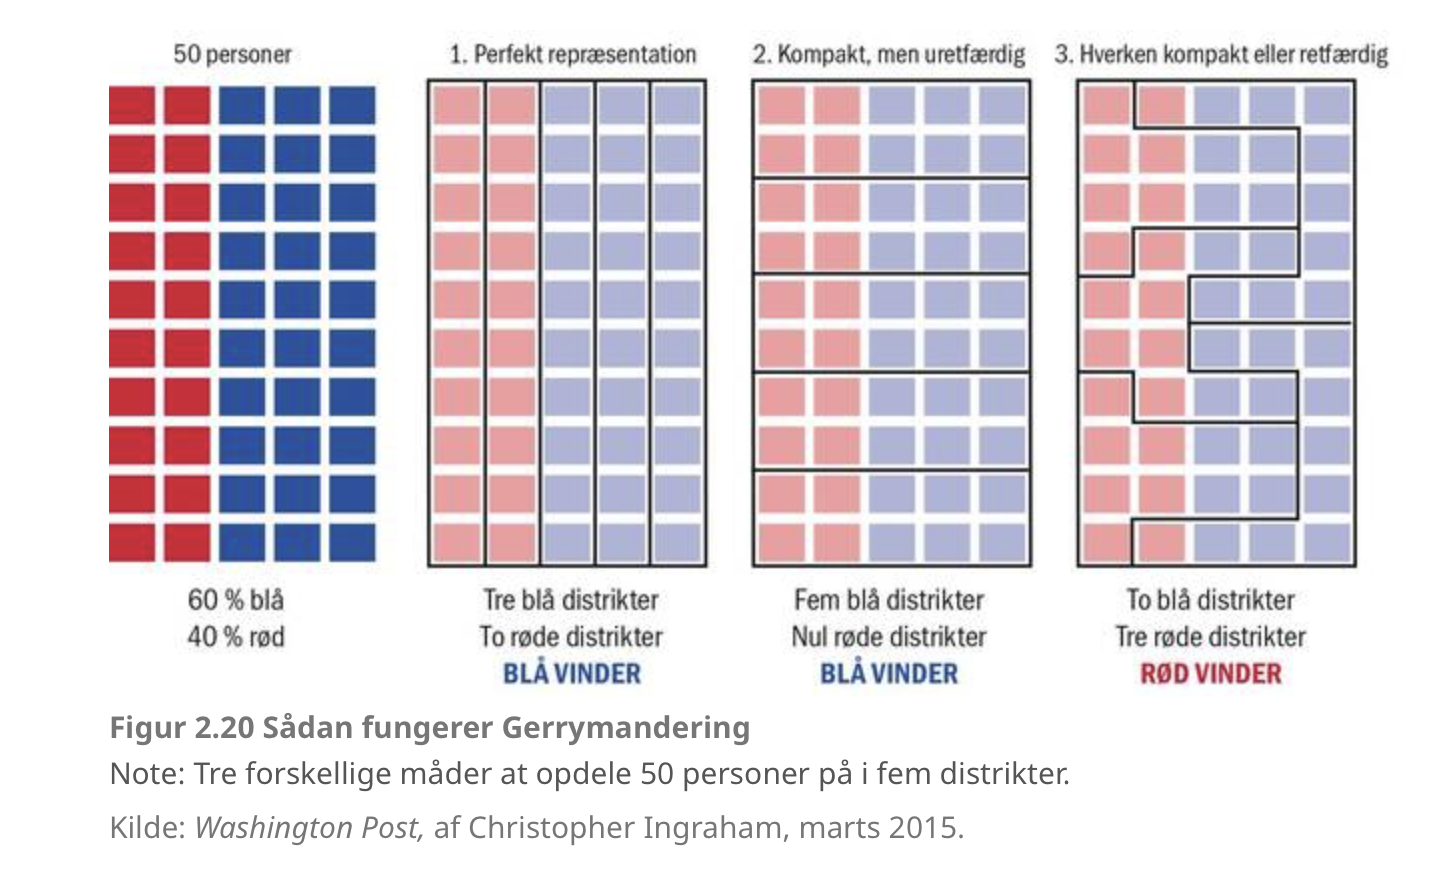 50 personer
1. Perfekt repræsentation
2. Kompakt, men uretfærdig
3. Hverken kompakt eller retfærdig
60 % blå
40 % rød
Tre blå distrikter
To røde distrikter
BLÅ VINDER
Fem blå distrikter
Nul røde distrikter
BLÅ VINDER
To blå distrikter
Tre røde distrikter
RØD VINDER
Figur 2.20 Sådan fungerer Gerrymandering
Note: Tre forskellige måder at opdele 50 personer på i fem distrikter.
Kilde: Washington Post, af Christopher Ingraham, marts 2015.